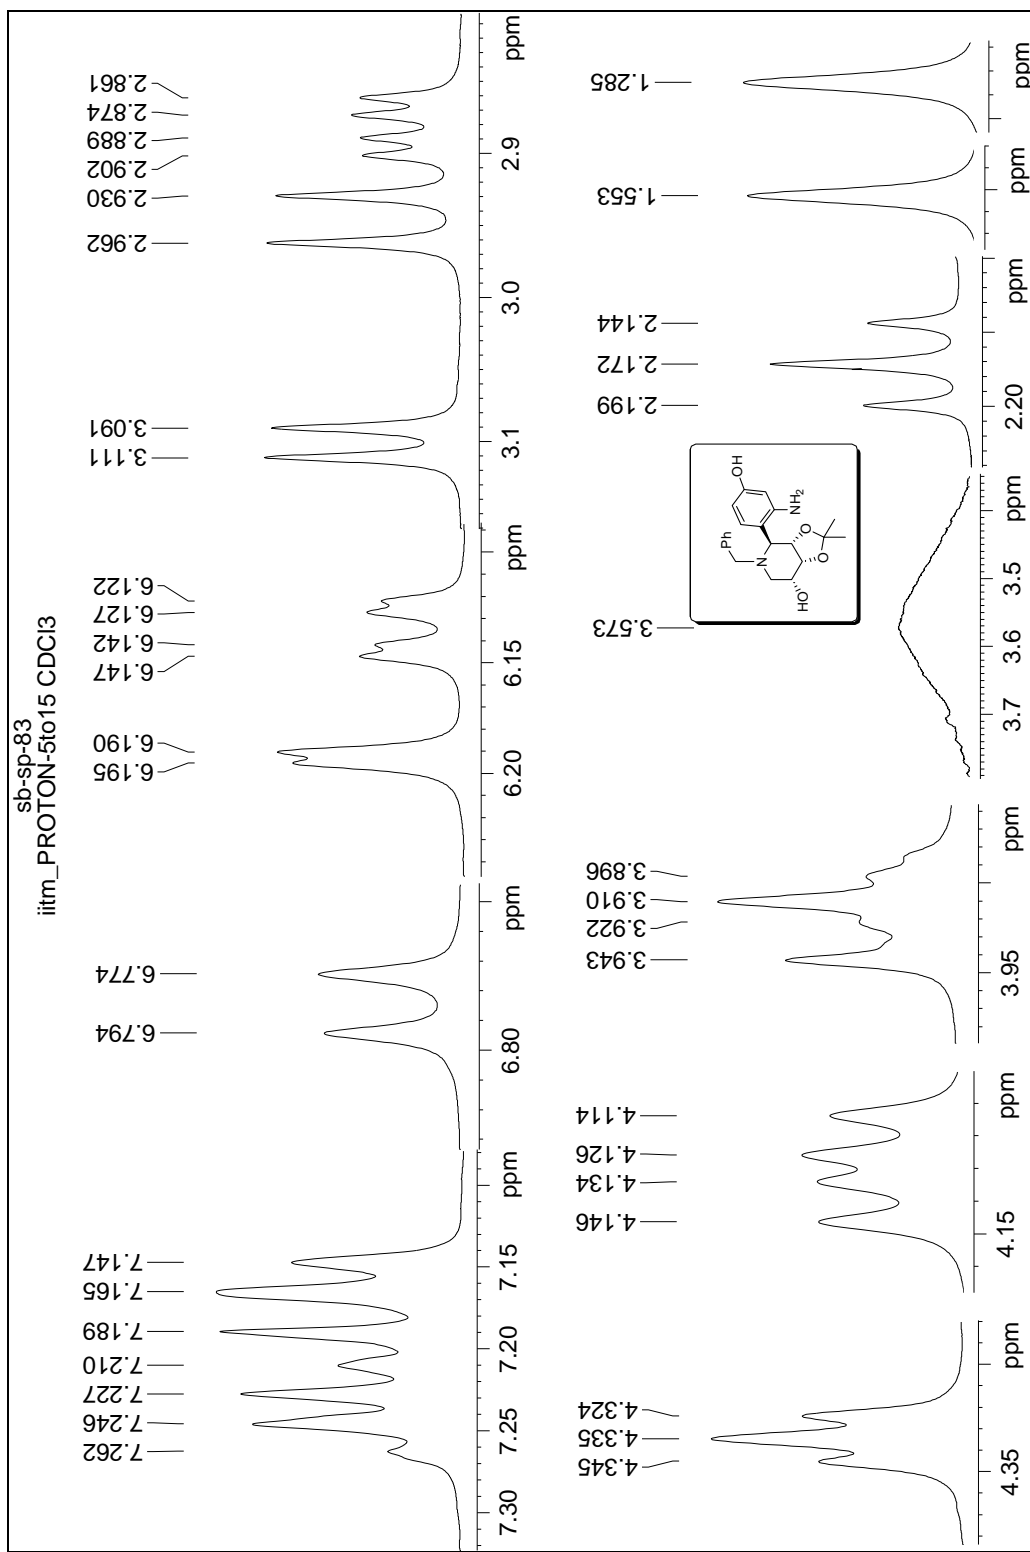 sb-sp-83
iitm_PROTON-5to15 CDCl3
7.262
7.246
7.227
7.210
7.189
7.165
7.147
6.794
6.774
6.195
6.190
6.147
6.142
6.127
6.122
3.111
3.091
2.962
2.930
2.902
2.889
2.874
2.861
7.30
7.25
7.20
7.15
ppm
6.80
ppm
6.20
6.15
ppm
3.1
3.0
2.9
ppm
4.345
4.335
4.324
4.146
4.134
4.126
4.114
3.943
3.922
3.910
3.896
3.573
2.199
2.172
2.144
1.553
1.285
Ph
OH
N
NH2
HO
O
O
4.35
ppm
4.15
ppm
3.95
ppm
3.7
3.6
3.5
ppm
2.20
ppm
ppm
ppm